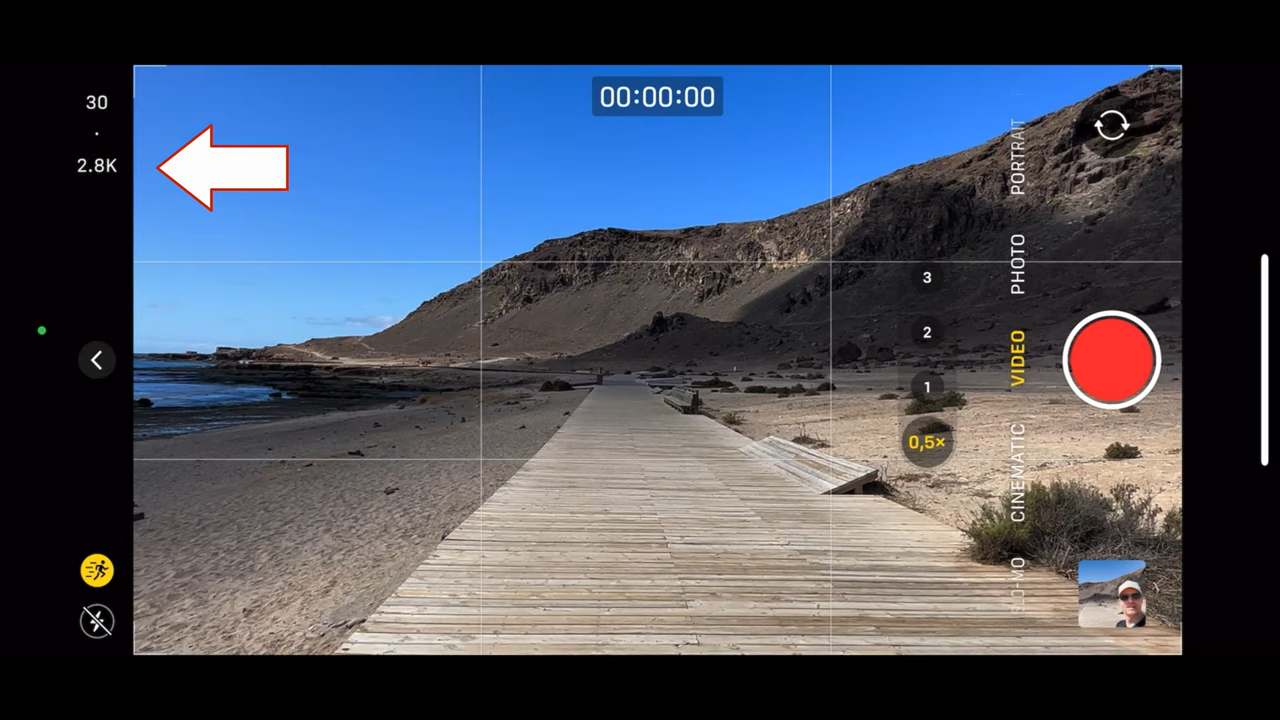 30
·
2.8K
00:00:00
PORTRAIT
PHOTO
VIDEO
CINEMATIC
3
2
1
0,5×